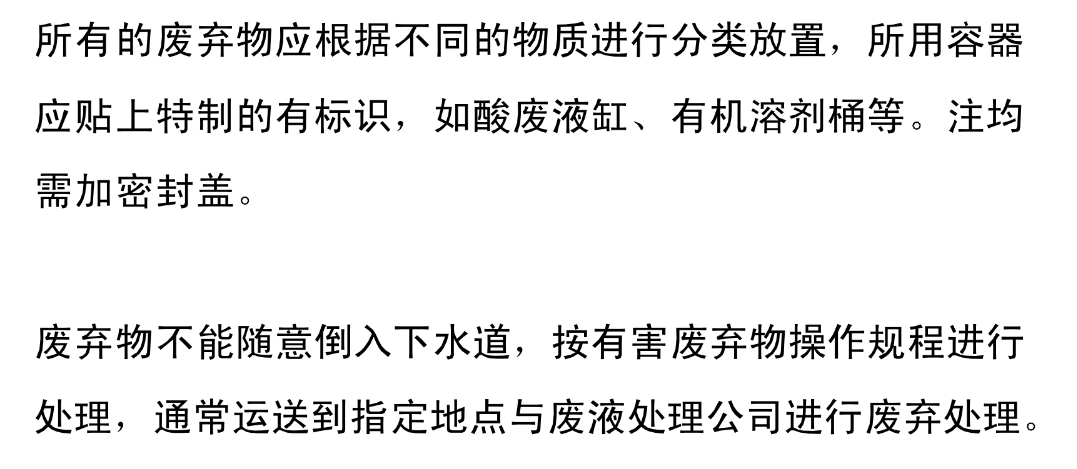 所有的废弃物应根据不同的物质进行分类放置，所用容器
应贴上特制的有标识，如酸废液缸、有机溶剂桶等。注均
需加密封盖。
废弃物不能随意倒入下水道，按有害废弃物操作规程进行
处理，通常运送到指定地点与废液处理公司进行废弃处理。